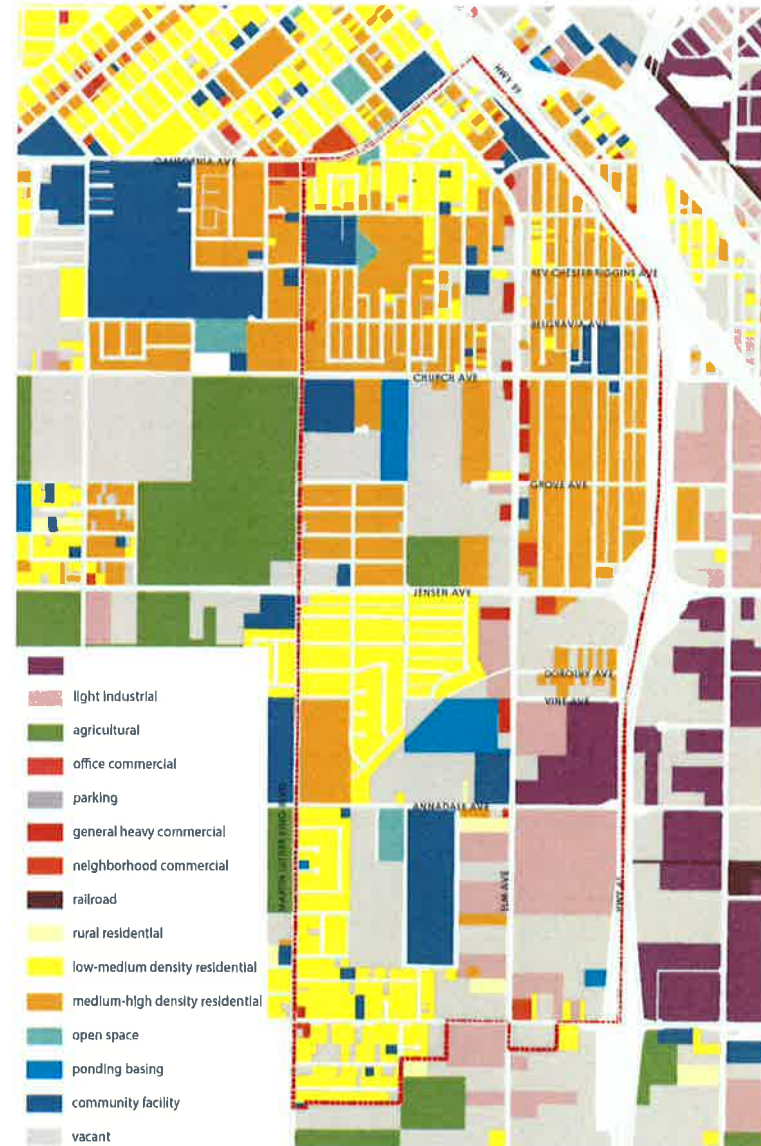 HWY 99
CALIFORNIA AVE
REV CHESTER RIGGINS AVE
BELGRAVIA AVE
CHURCH AVE
GROVE AVE
JENSEN AVE
DOROTHY AVE
VINE AVE
ANNADALE AVE
MARTIN LUTHER KING BLVD
ELM AVE
HWY 41
light industrial
agricultural
office commercial
parking
general heavy commercial
neighborhood commercial
railroad
rural residential
low-medium density residential
medium-high density residential
open space
ponding basing
community facility
vacant